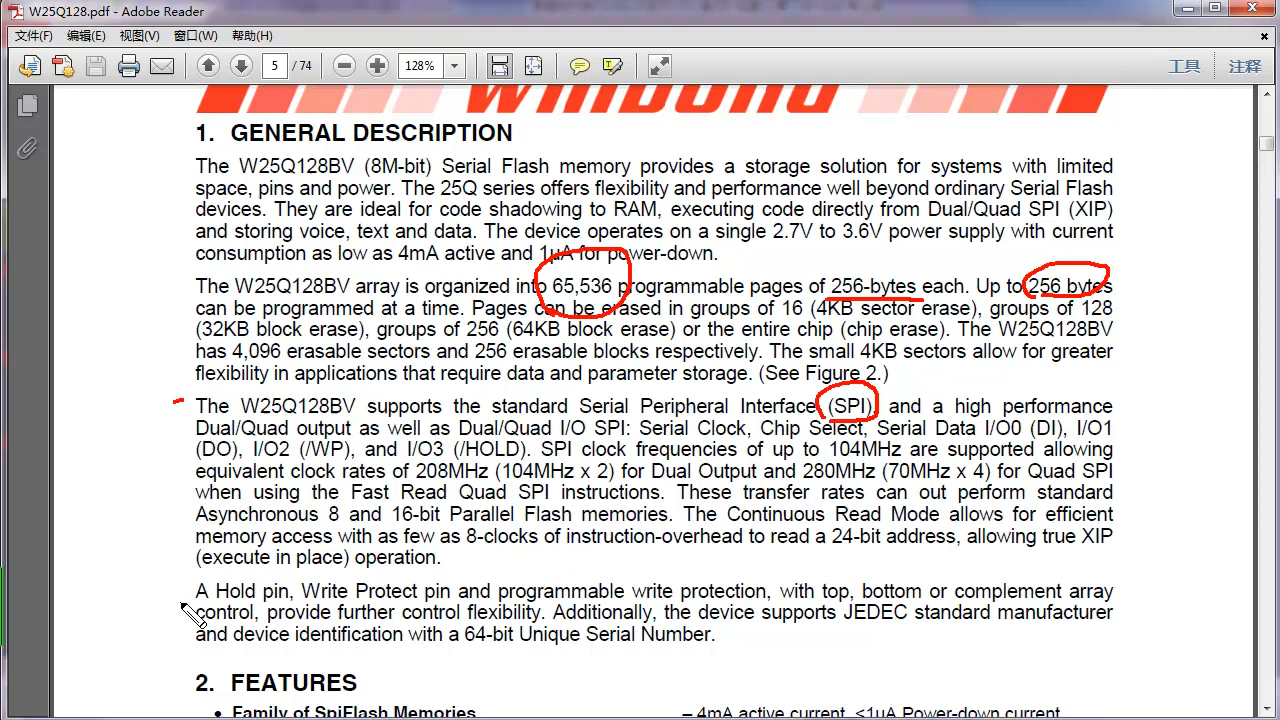 W25Q128.pdf - Adobe Reader
文件(F) 编辑(E) 视图(V) 窗口(W) 帮助(H)
5 / 74 128% 工具 注释
winbond
1. GENERAL DESCRIPTION
The W25Q128BV (8M-bit) Serial Flash memory provides a storage solution for systems with limited
space, pins and power. The 25Q series offers flexibility and performance well beyond ordinary Serial Flash
devices. They are ideal for code shadowing to RAM, executing code directly from Dual/Quad SPI (XIP)
and storing voice, text and data. The device operates on a single 2.7V to 3.6V power supply with current
consumption as low as 4mA active and 1µA for power-down.
The W25Q128BV array is organized into 65,536 programmable pages of 256-bytes each. Up to 256 bytes
can be programmed at a time. Pages can be erased in groups of 16 (4KB sector erase), groups of 128
(32KB block erase), groups of 256 (64KB block erase) or the entire chip (chip erase). The W25Q128BV
has 4,096 erasable sectors and 256 erasable blocks respectively. The small 4KB sectors allow for greater
flexibility in applications that require data and parameter storage. (See Figure 2.)
The W25Q128BV supports the standard Serial Peripheral Interface (SPI), and a high performance
Dual/Quad output as well as Dual/Quad I/O SPI: Serial Clock, Chip Select, Serial Data I/O0 (DI), I/O1
(DO), I/O2 (/WP), and I/O3 (/HOLD). SPI clock frequencies of up to 104MHz are supported allowing
equivalent clock rates of 208MHz (104MHz x 2) for Dual Output and 280MHz (70MHz x 4) for Quad SPI
when using the Fast Read Quad SPI instructions. These transfer rates can out perform standard
Asynchronous 8 and 16-bit Parallel Flash memories. The Continuous Read Mode allows for efficient
memory access with as few as 8-clocks of instruction-overhead to read a 24-bit address, allowing true XIP
(execute in place) operation.
A Hold pin, Write Protect pin and programmable write protection, with top, bottom or complement array
control, provide further control flexibility. Additionally, the device supports JEDEC standard manufacturer
and device identification with a 64-bit Unique Serial Number.
2. FEATURES
• Family of SpiFlash Memories – 4mA active current, <1µA Power-down current